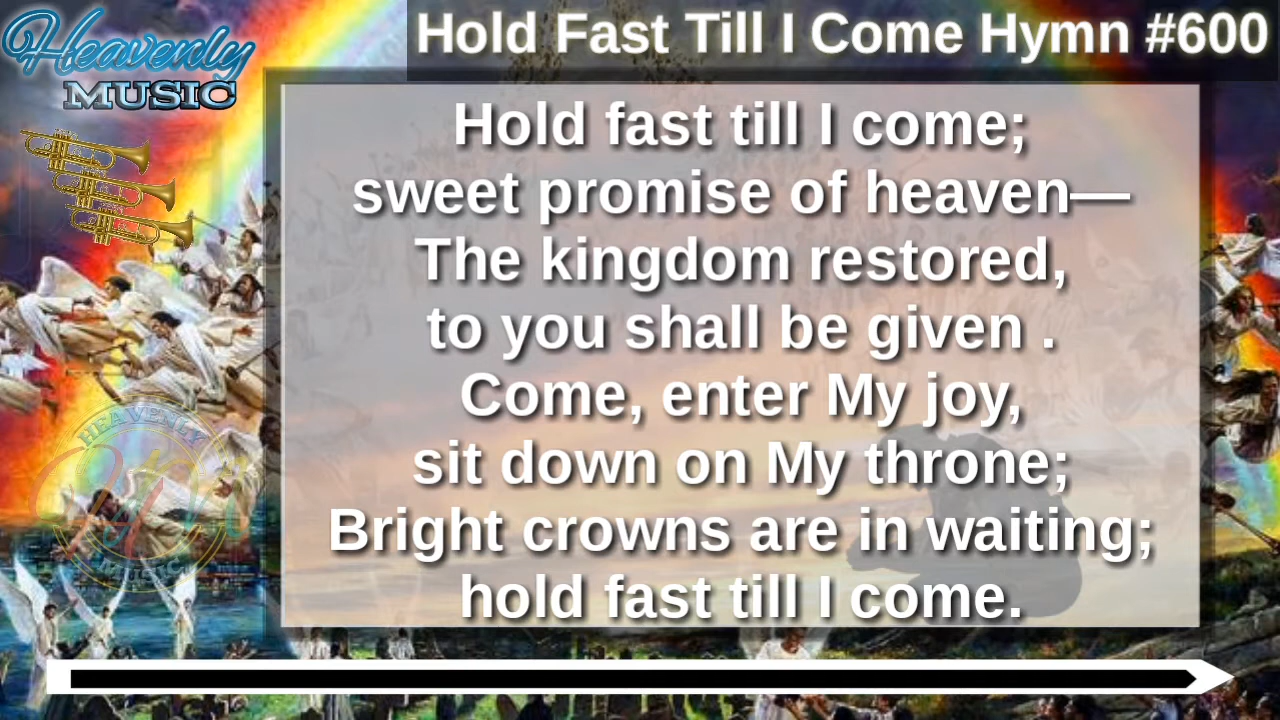 Heavenly
MUSIC
Hold Fast Till I Come Hymn #600
Hold fast till I come;
sweet promise of heaven—
The kingdom restored,
to you shall be given .
Come, enter My joy,
sit down on My throne;
Bright crowns are in waiting;
hold fast till I come.
HEAVENLY
MUSIC